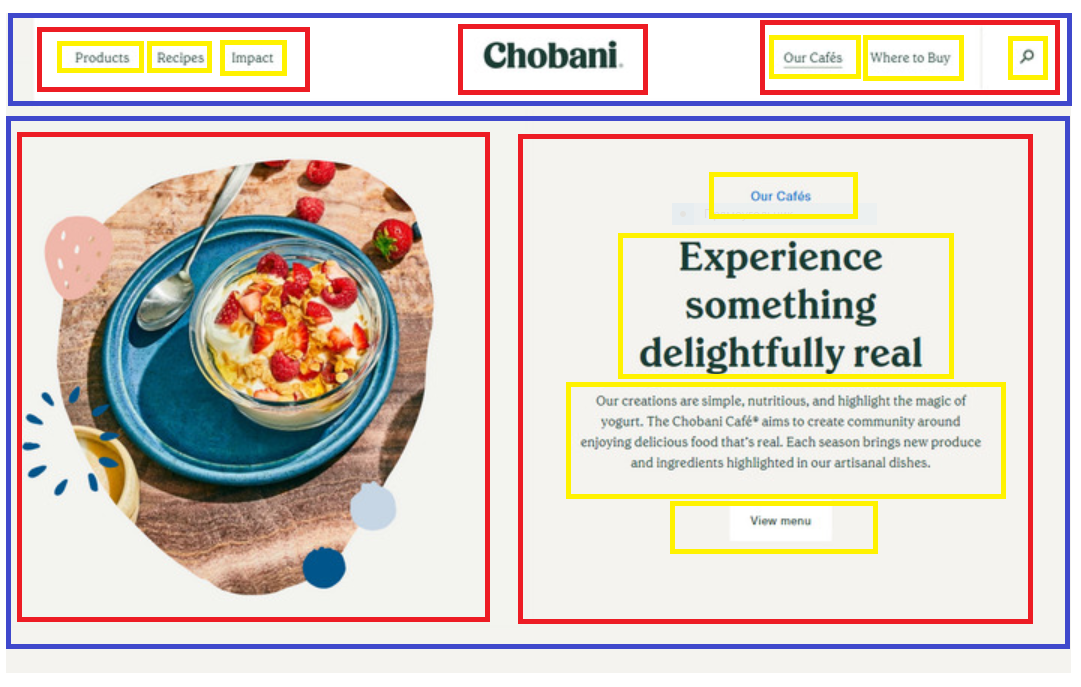 Products Recipes Impact Chobani. Our Cafés Where to Buy
Our Cafés
Experience
something
delightfully real
Our creations are simple, nutritious, and highlight the magic of
yogurt. The Chobani Café® aims to create community around
enjoying delicious food that's real. Each season brings new produce
and ingredients highlighted in our artisanal dishes.
View menu